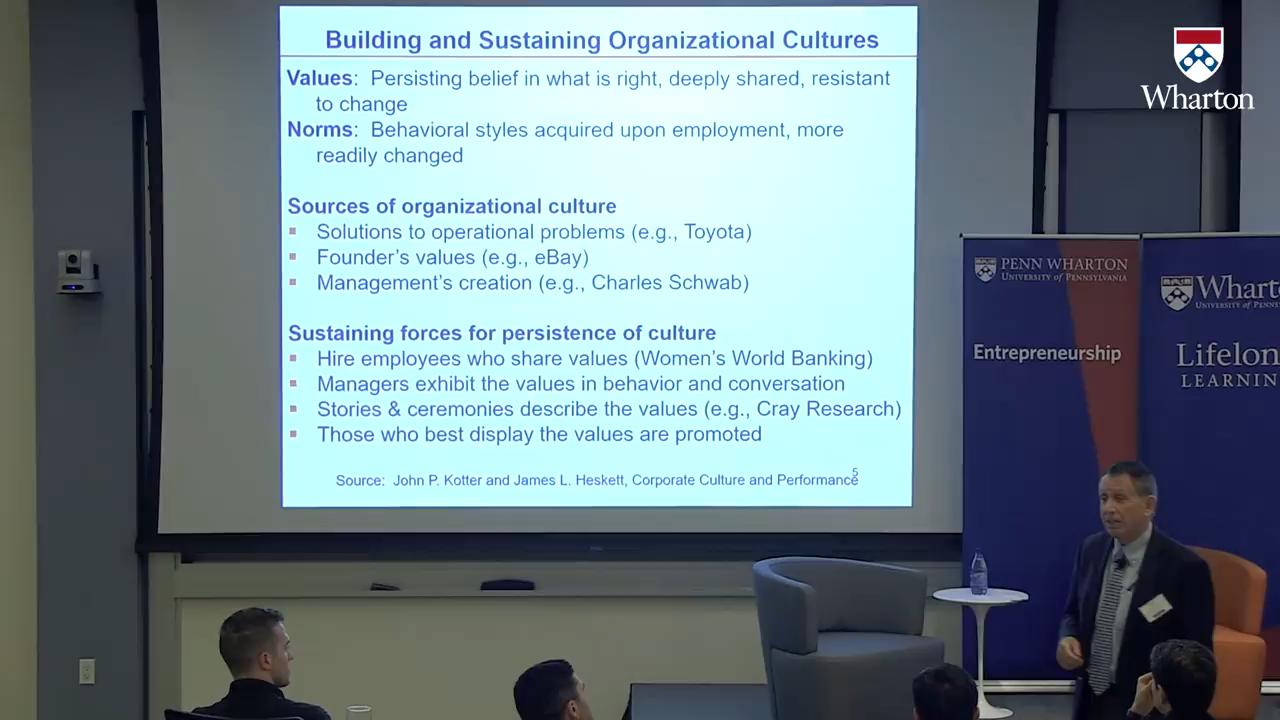 Building and Sustaining Organizational Cultures
Values: Persisting belief in what is right, deeply shared, resistant
to change
Norms: Behavioral styles acquired upon employment, more
readily changed
Sources of organizational culture
▪ Solutions to operational problems (e.g., Toyota)
▪ Founder's values (e.g., eBay)
▪ Management's creation (e.g., Charles Schwab)
Sustaining forces for persistence of culture
▪ Hire employees who share values (Women's World Banking)
▪ Managers exhibit the values in behavior and conversation
▪ Stories & ceremonies describe the values (e.g., Cray Research)
▪ Those who best display the values are promoted
5
Source: John P. Kotter and James L. Heskett, Corporate Culture and Performance
Wharton
PENN WHARTON
UNIVERSITY of PENNSYLVANIA
Entrepreneurship
Whart
UNIVERSITY of PENNS
Lifelon
LEARNIN